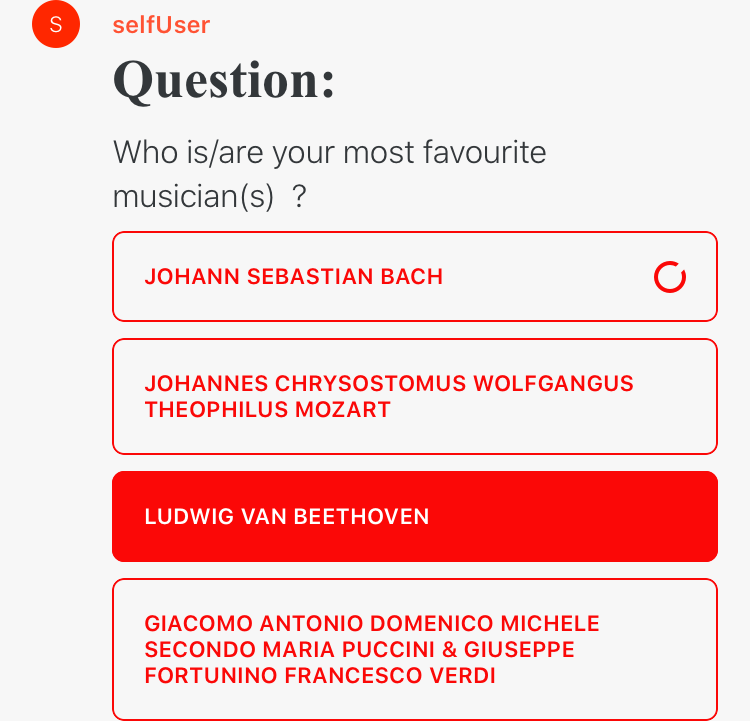 S
selfUser
Question:
Who is/are your most favourite
musician(s) ?
JOHANN SEBASTIAN BACH
JOHANNES CHRYSOSTOMUS WOLFGANGUS
THEOPHILUS MOZART
LUDWIG VAN BEETHOVEN
GIACOMO ANTONIO DOMENICO MICHELE
SECONDO MARIA PUCCINI & GIUSEPPE
FORTUNINO FRANCESCO VERDI